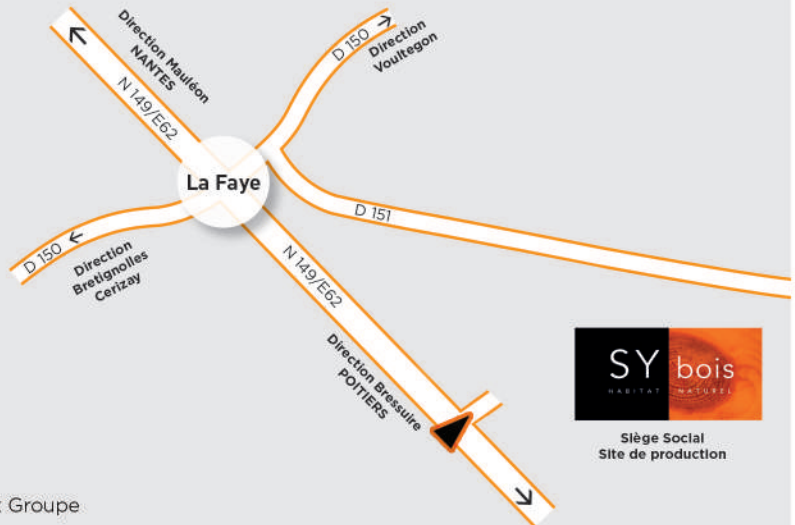 Direction Mauléon
NANTES
N 149/E62
D 150
Direction
Voultegon
La Faye
D 151
D 150
Direction
Bretignolles
Cerizay
N 149/E62
Direction Bressuire
POITIERS
SY bois
HABITAT NATUREL
Siège Social
Site de production
Groupe